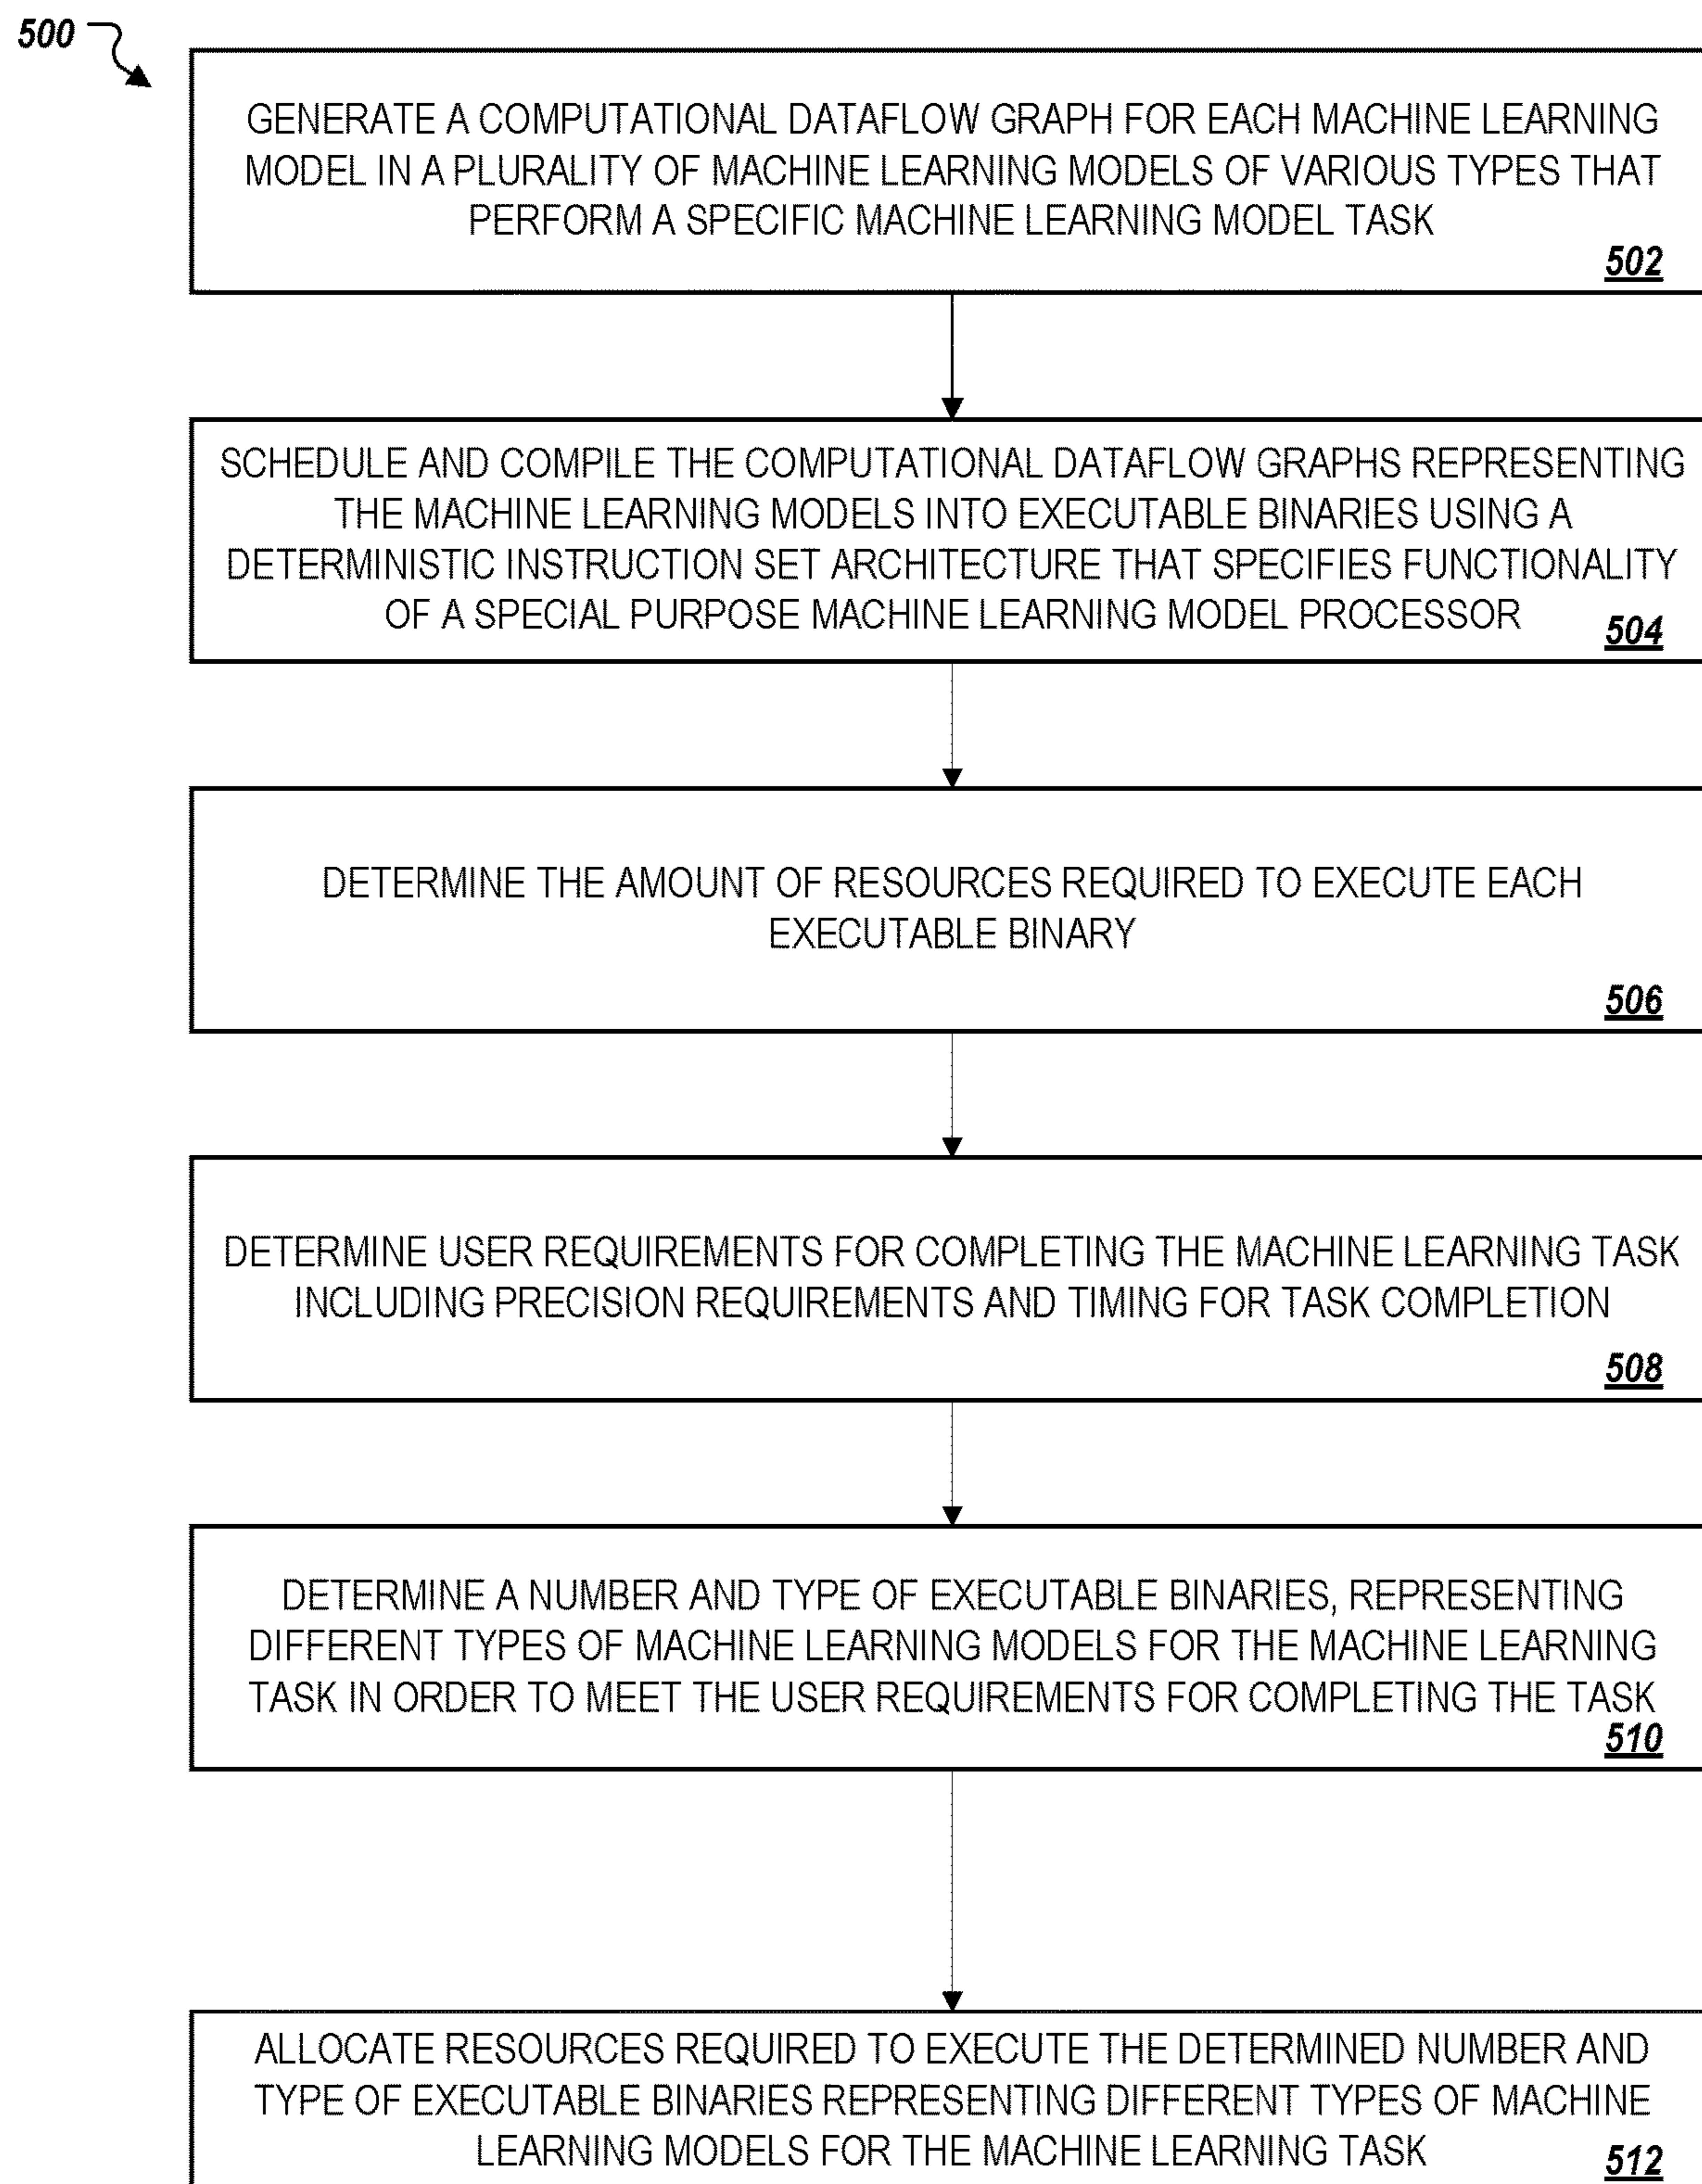 500
GENERATE A COMPUTATIONAL DATAFLOW GRAPH FOR EACH MACHINE LEARNING
MODEL IN A PLURALITY OF MACHINE LEARNING MODELS OF VARIOUS TYPES THAT
PERFORM A SPECIFIC MACHINE LEARNING MODEL TASK
502
SCHEDULE AND COMPILE THE COMPUTATIONAL DATAFLOW GRAPHS REPRESENTING
THE MACHINE LEARNING MODELS INTO EXECUTABLE BINARIES USING A
DETERMINISTIC INSTRUCTION SET ARCHITECTURE THAT SPECIFIES FUNCTIONALITY
OF A SPECIAL PURPOSE MACHINE LEARNING MODEL PROCESSOR
504
DETERMINE THE AMOUNT OF RESOURCES REQUIRED TO EXECUTE EACH
EXECUTABLE BINARY
506
DETERMINE USER REQUIREMENTS FOR COMPLETING THE MACHINE LEARNING TASK
INCLUDING PRECISION REQUIREMENTS AND TIMING FOR TASK COMPLETION
508
DETERMINE A NUMBER AND TYPE OF EXECUTABLE BINARIES, REPRESENTING
DIFFERENT TYPES OF MACHINE LEARNING MODELS FOR THE MACHINE LEARNING
TASK IN ORDER TO MEET THE USER REQUIREMENTS FOR COMPLETING THE TASK
510
ALLOCATE RESOURCES REQUIRED TO EXECUTE THE DETERMINED NUMBER AND
TYPE OF EXECUTABLE BINARIES REPRESENTING DIFFERENT TYPES OF MACHINE
LEARNING MODELS FOR THE MACHINE LEARNING TASK
512